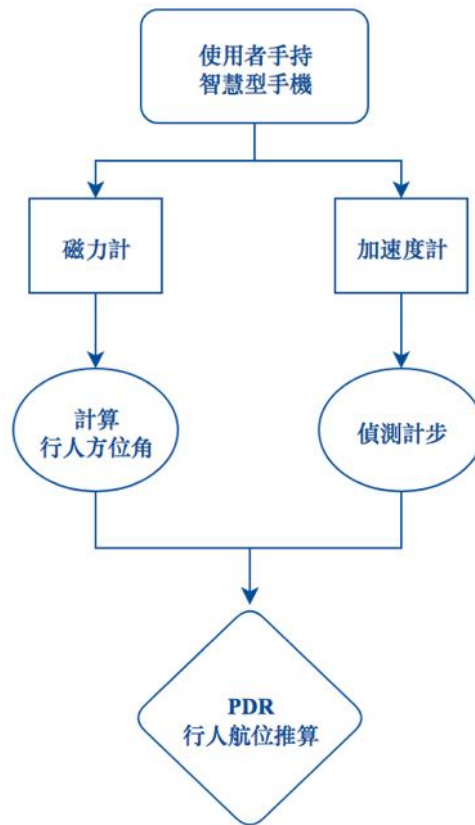 使用者手持
智慧型手機
磁力計
加速度計
計算
行人方位角
偵測計步
PDR
行人航位推算